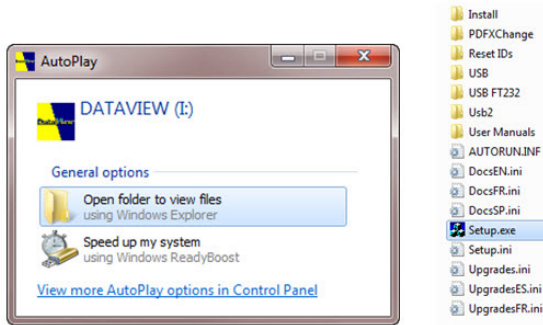 AutoPlay
DATAVIEW (I:)
General options
Open folder to view files
using Windows Explorer
Speed up my system
using Windows ReadyBoost
View more AutoPlay options in Control Panel
Install
PDFXChange
Reset IDs
USB
USB FT232
Usb2
User Manuals
AUTORUN.INF
DocsEN.ini
DocsFR.ini
DocsSP.ini
Setup.exe
Setup.ini
Upgrades.ini
UpgradesES.ini
UpgradesFR.ini